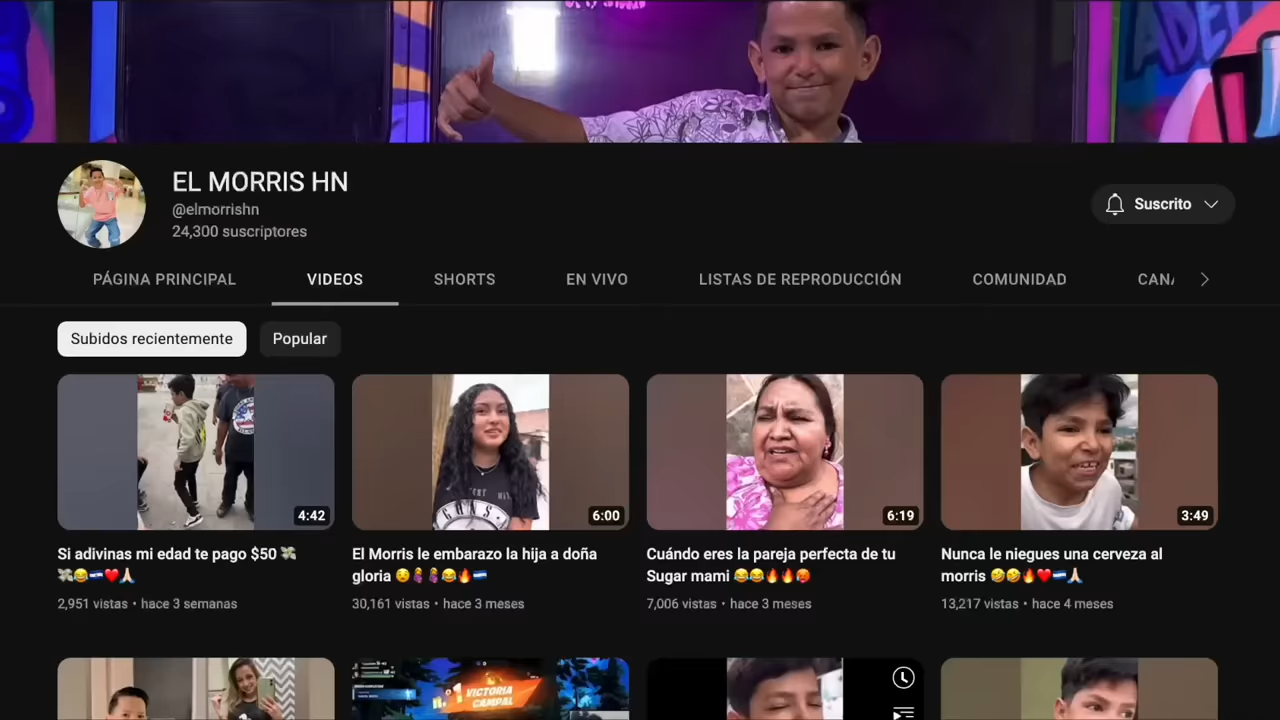 ADEL
EL MORRIS HN
@elmorrishn
24,300 suscriptores
Suscrito
PÁGINA PRINCIPAL
VIDEOS
SHORTS
EN VIVO
LISTAS DE REPRODUCCIÓN
COMUNIDAD
CANA
Subidos recientemente
Popular
4:42
6:00
6:19
3:49
Si adivinas mi edad te pago $50 💸
💸😂🇭🇳❤️🙏🏻
2,951 vistas • hace 3 semanas
El Morris le embarazo la hija a doña
gloria 😔🤰🤰😂🔥🇭🇳
30,161 vistas • hace 3 meses
Cuándo eres la pareja perfecta de tu
Sugar mami 😂😂🔥🔥🥵
7,006 vistas • hace 3 meses
Nunca le niegues una cerveza al
morris 🤣🤣🔥❤️🇭🇳🙏🏻
13,217 vistas • hace 4 meses
n.o 1 VICTORIA
CAMPAL